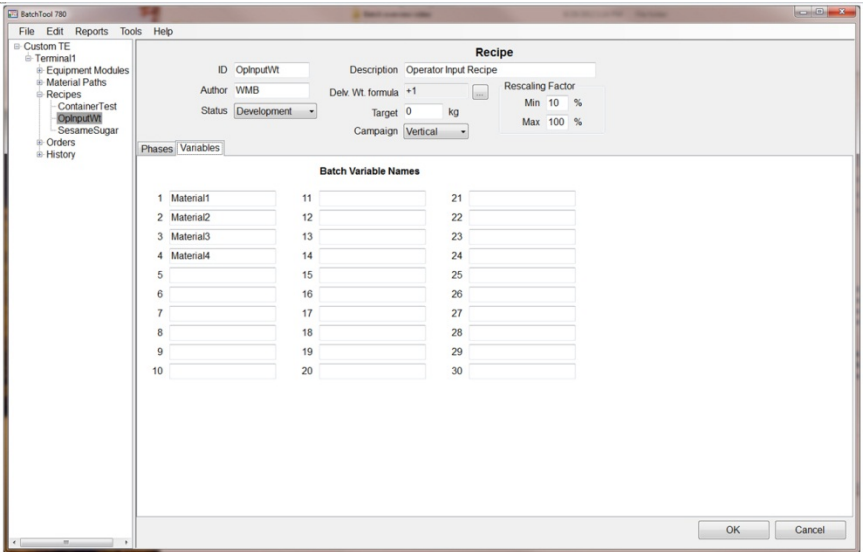 BatchTool 780
File Edit Reports Tools Help
Custom TE
Terminal1
Equipment Modules
Material Paths
Recipes
ContainerTest
OpInputWt
SesameSugar
Orders
History
Recipe
ID OpInputWt Description Operator Input Recipe
Author WMB Delv. Wt. formula +1 ... Rescaling Factor
Status Development Target 0 kg Min 10 %
Campaign Vertical Max 100 %
Phases Variables
Batch Variable Names
1 Material1 11 21
2 Material2 12 22
3 Material3 13 23
4 Material4 14 24
5 15 25
6 16 26
7 17 27
8 18 28
9 19 29
10 20 30
OK Cancel